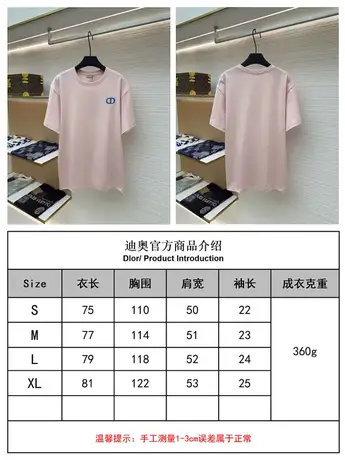 迪奥官方商品介绍
DIor/ Product Introduction
Size 衣长 胸围 肩宽 袖长 成衣克重
S 75 110 50 22 360g
M 77 114 51 23
L 79 118 52 24
XL 81 122 53 25
温馨提示：手工测量1-3cm误差属于正常